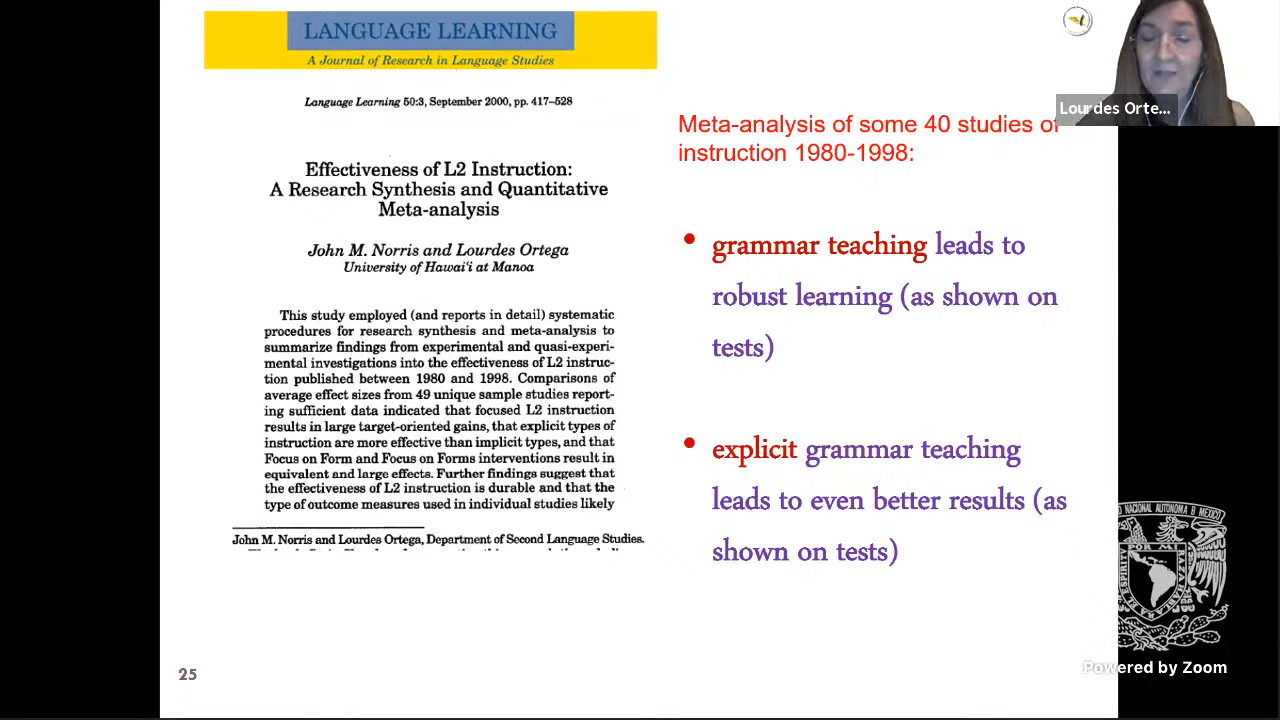 LANGUAGE LEARNING
A Journal of Research in Language Studies
Language Learning 50:3, September 2000, pp. 417–528
Effectiveness of L2 Instruction:
A Research Synthesis and Quantitative
Meta-analysis
John M. Norris and Lourdes Ortega
University of Hawai'i at Manoa
This study employed (and reports in detail) systematic
procedures for research synthesis and meta-analysis to
summarize findings from experimental and quasi-experi-
mental investigations into the effectiveness of L2 instruc-
tion published between 1980 and 1998. Comparisons of
average effect sizes from 49 unique sample studies report-
ing sufficient data indicated that focused L2 instruction
results in large target-oriented gains, that explicit types of
instruction are more effective than implicit types, and that
Focus on Form and Focus on Forms interventions result in
equivalent and large effects. Further findings suggest that
the effectiveness of L2 instruction is durable and that the
type of outcome measures used in individual studies likely
John M. Norris and Lourdes Ortega, Department of Second Language Studies.
25
Lourdes Orte...
Meta-analysis of some 40 studies of
instruction 1980-1998:
• grammar teaching leads to
robust learning (as shown on
tests)
• explicit grammar teaching
leads to even better results (as
shown on tests)
Powered by Zoom